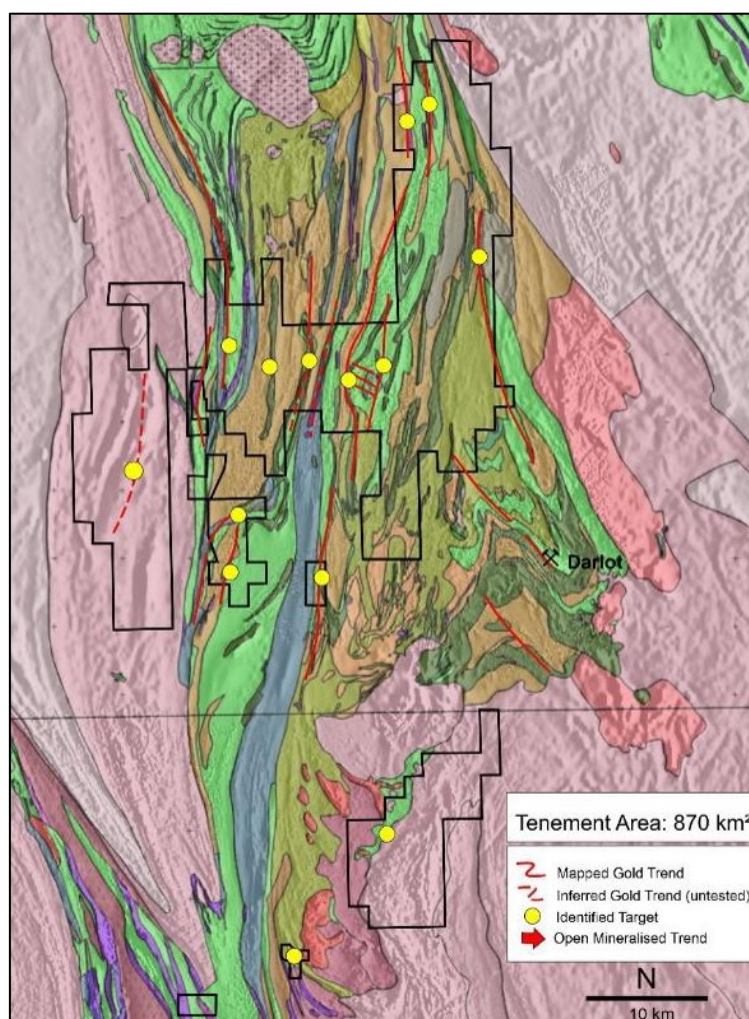 Darlot
Tenement Area: 870 km²
Mapped Gold Trend
Inferred Gold Trend (untested)
Identified Target
Open Mineralised Trend
N
10 km